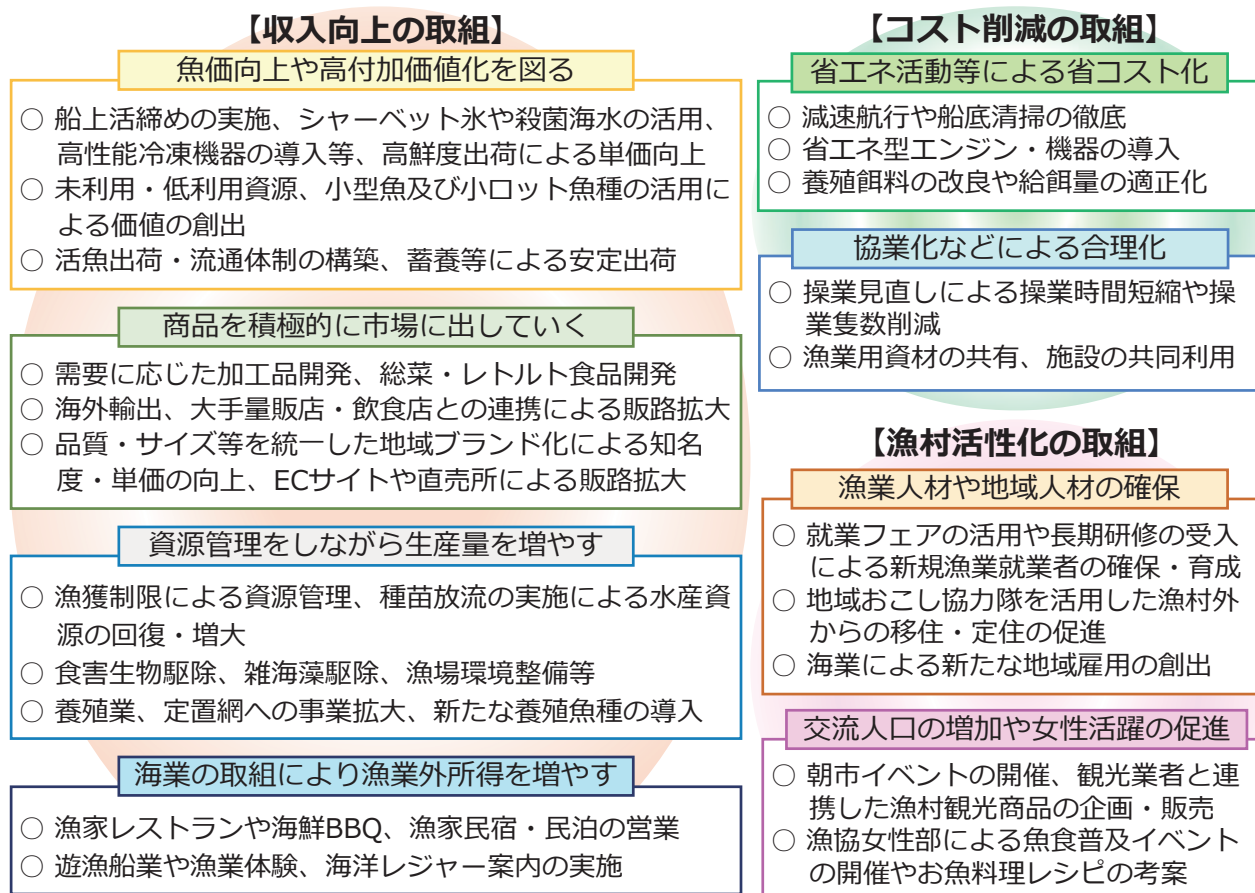 【収入向上の取組】
魚価向上や高付加価値化を図る
○ 船上活締めの実施、シャーベット氷や殺菌海水の活用、
高性能冷凍機器の導入等、高鮮度出荷による単価向上
○ 未利用・低利用資源、小型魚及び小ロット魚種の活用に
よる価値の創出
○ 活魚出荷・流通体制の構築、蓄養等による安定出荷
商品を積極的に市場に出していく
○ 需要に応じた加工品開発、総菜・レトルト食品開発
○ 海外輸出、大手量販店・飲食店との連携による販路拡大
○ 品質・サイズ等を統一した地域ブランド化による知名
度・単価の向上、ECサイトや直売所による販路拡大
資源管理をしながら生産量を増やす
○ 漁獲制限による資源管理、種苗放流の実施による水産資
源の回復・増大
○ 食害生物駆除、雑海藻駆除、漁場環境整備等
○ 養殖業、定置網への事業拡大、新たな養殖魚種の導入
海業の取組により漁業外所得を増やす
○ 漁家レストランや海鮮BBQ、漁家民宿・民泊の営業
○ 遊漁船業や漁業体験、海洋レジャー案内の実施
【コスト削減の取組】
省エネ活動等による省コスト化
○ 減速航行や船底清掃の徹底
○ 省エネ型エンジン・機器の導入
○ 養殖餌料の改良や給餌量の適正化
協業化などによる合理化
○ 操業見直しによる操業時間短縮や操
業隻数削減
○ 漁業用資材の共有、施設の共同利用
【漁村活性化の取組】
漁業人材や地域人材の確保
○ 就業フェアの活用や長期研修の受入
による新規漁業就業者の確保・育成
○ 地域おこし協力隊を活用した漁村外
からの移住・定住の促進
○ 海業による新たな地域雇用の創出
交流人口の増加や女性活躍の促進
○ 朝市イベントの開催、観光業者と連
携した漁村観光商品の企画・販売
○ 漁協女性部による魚食普及イベント
の開催やお魚料理レシピの考案